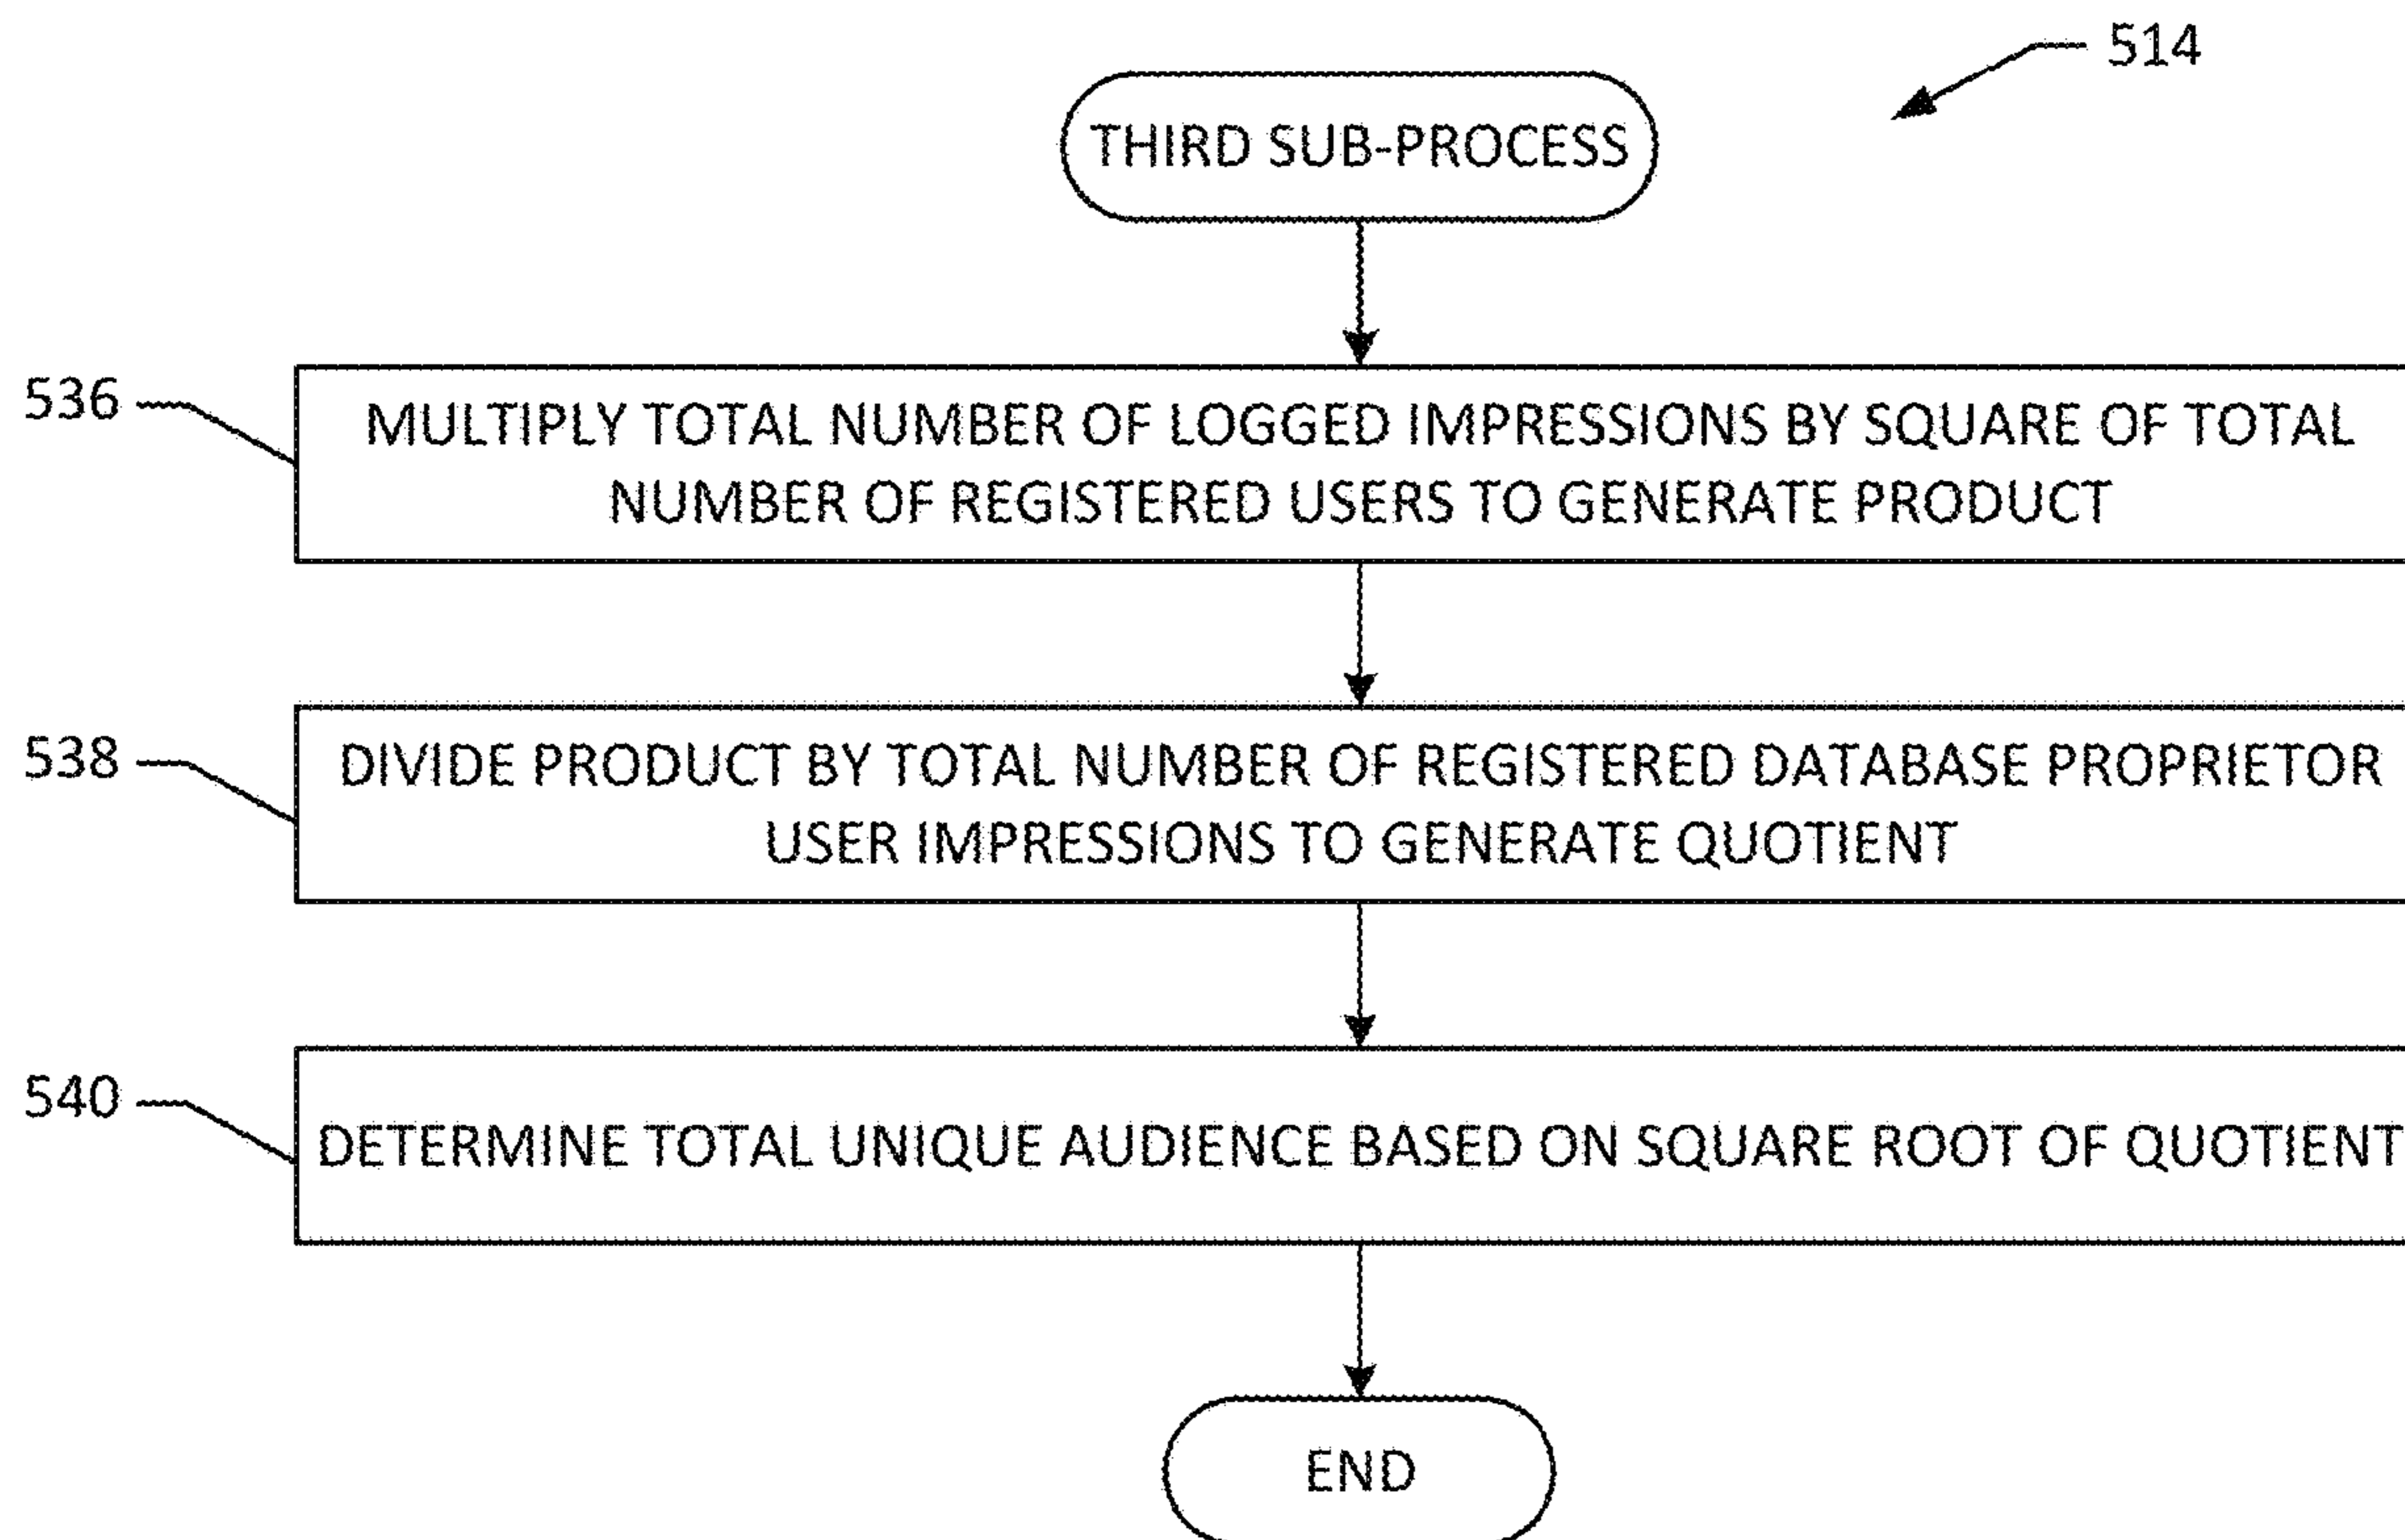 514
THIRD SUB-PROCESS
536
MULTIPLY TOTAL NUMBER OF LOGGED IMPRESSIONS BY SQUARE OF TOTAL
NUMBER OF REGISTERED USERS TO GENERATE PRODUCT
538
DIVIDE PRODUCT BY TOTAL NUMBER OF REGISTERED DATABASE PROPRIETOR
USER IMPRESSIONS TO GENERATE QUOTIENT
540
DETERMINE TOTAL UNIQUE AUDIENCE BASED ON SQUARE ROOT OF QUOTIENT
END